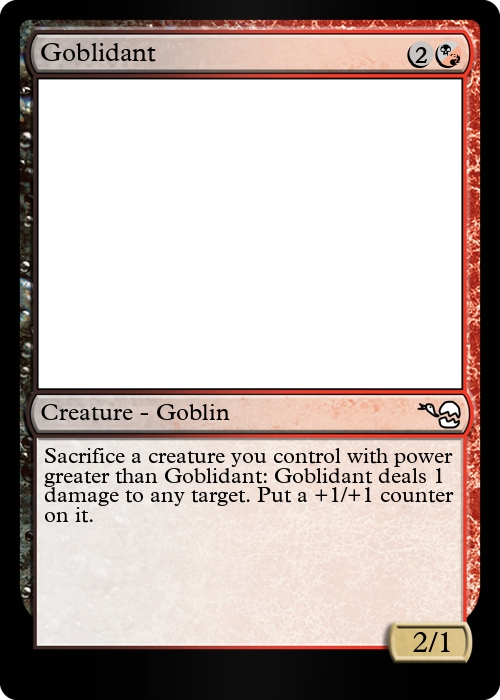 Goblidant 2
Creature - Goblin
Sacrifice a creature you control with power
greater than Goblidant: Goblidant deals 1
damage to any target. Put a +1/+1 counter
on it.
2/1